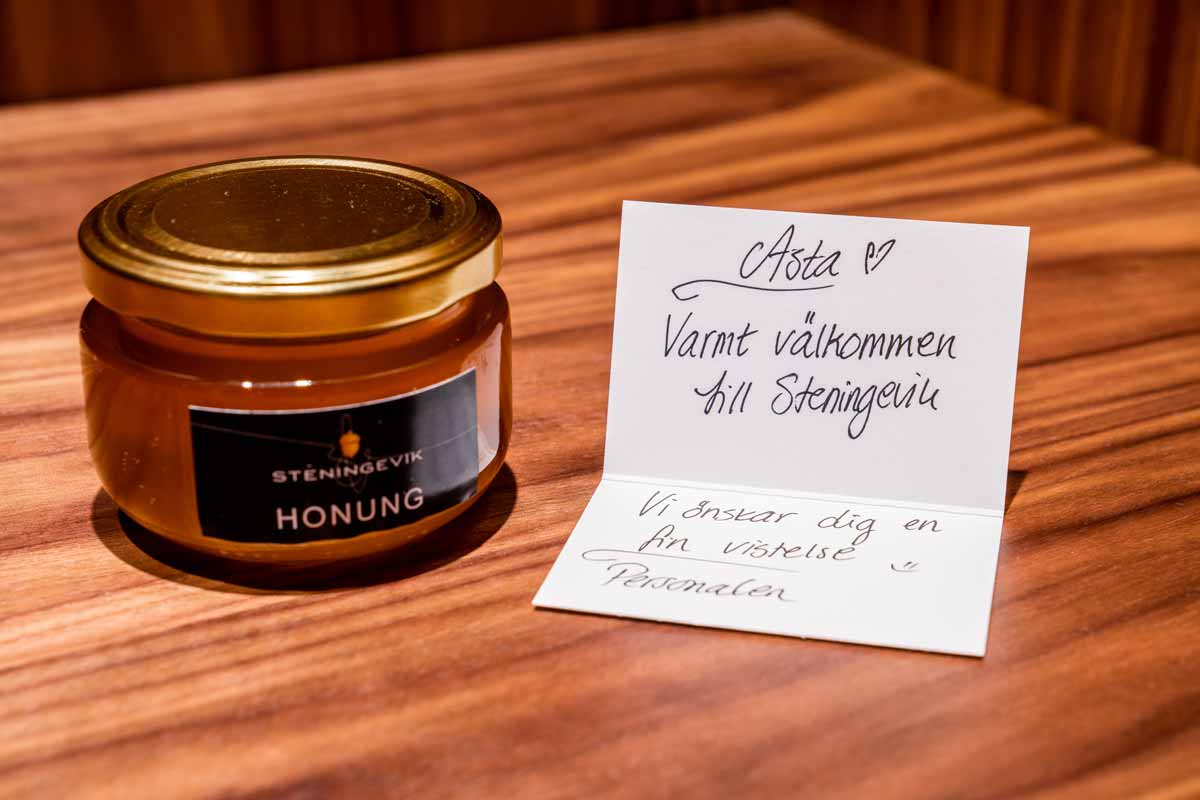 STENINGEVIK
HONUNG
Asta
Varmt välkommen
till Steningevik
Vi önskar dig en
fin vistelse
Personalen